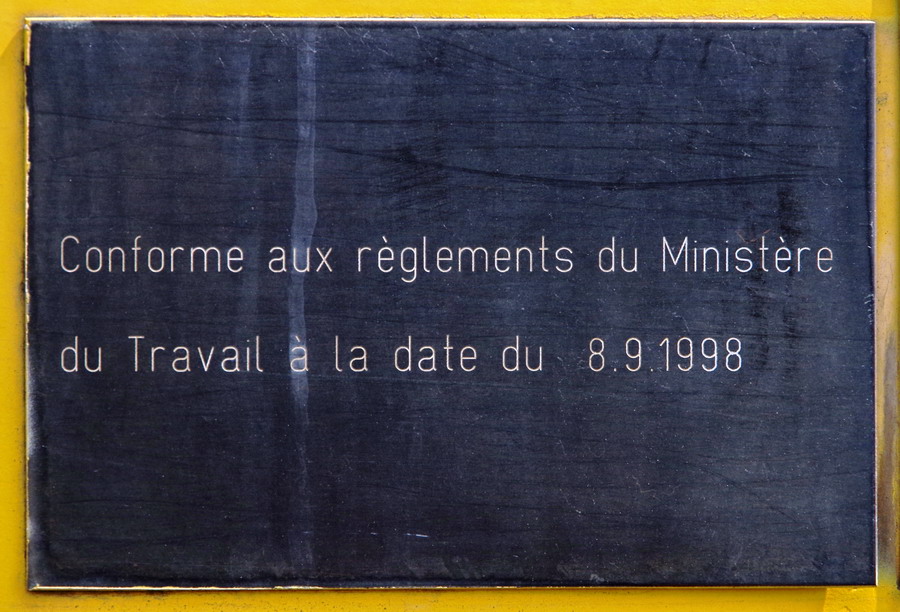 Conforme aux règlements du Ministère
du Travail à la date du 8.9.1998